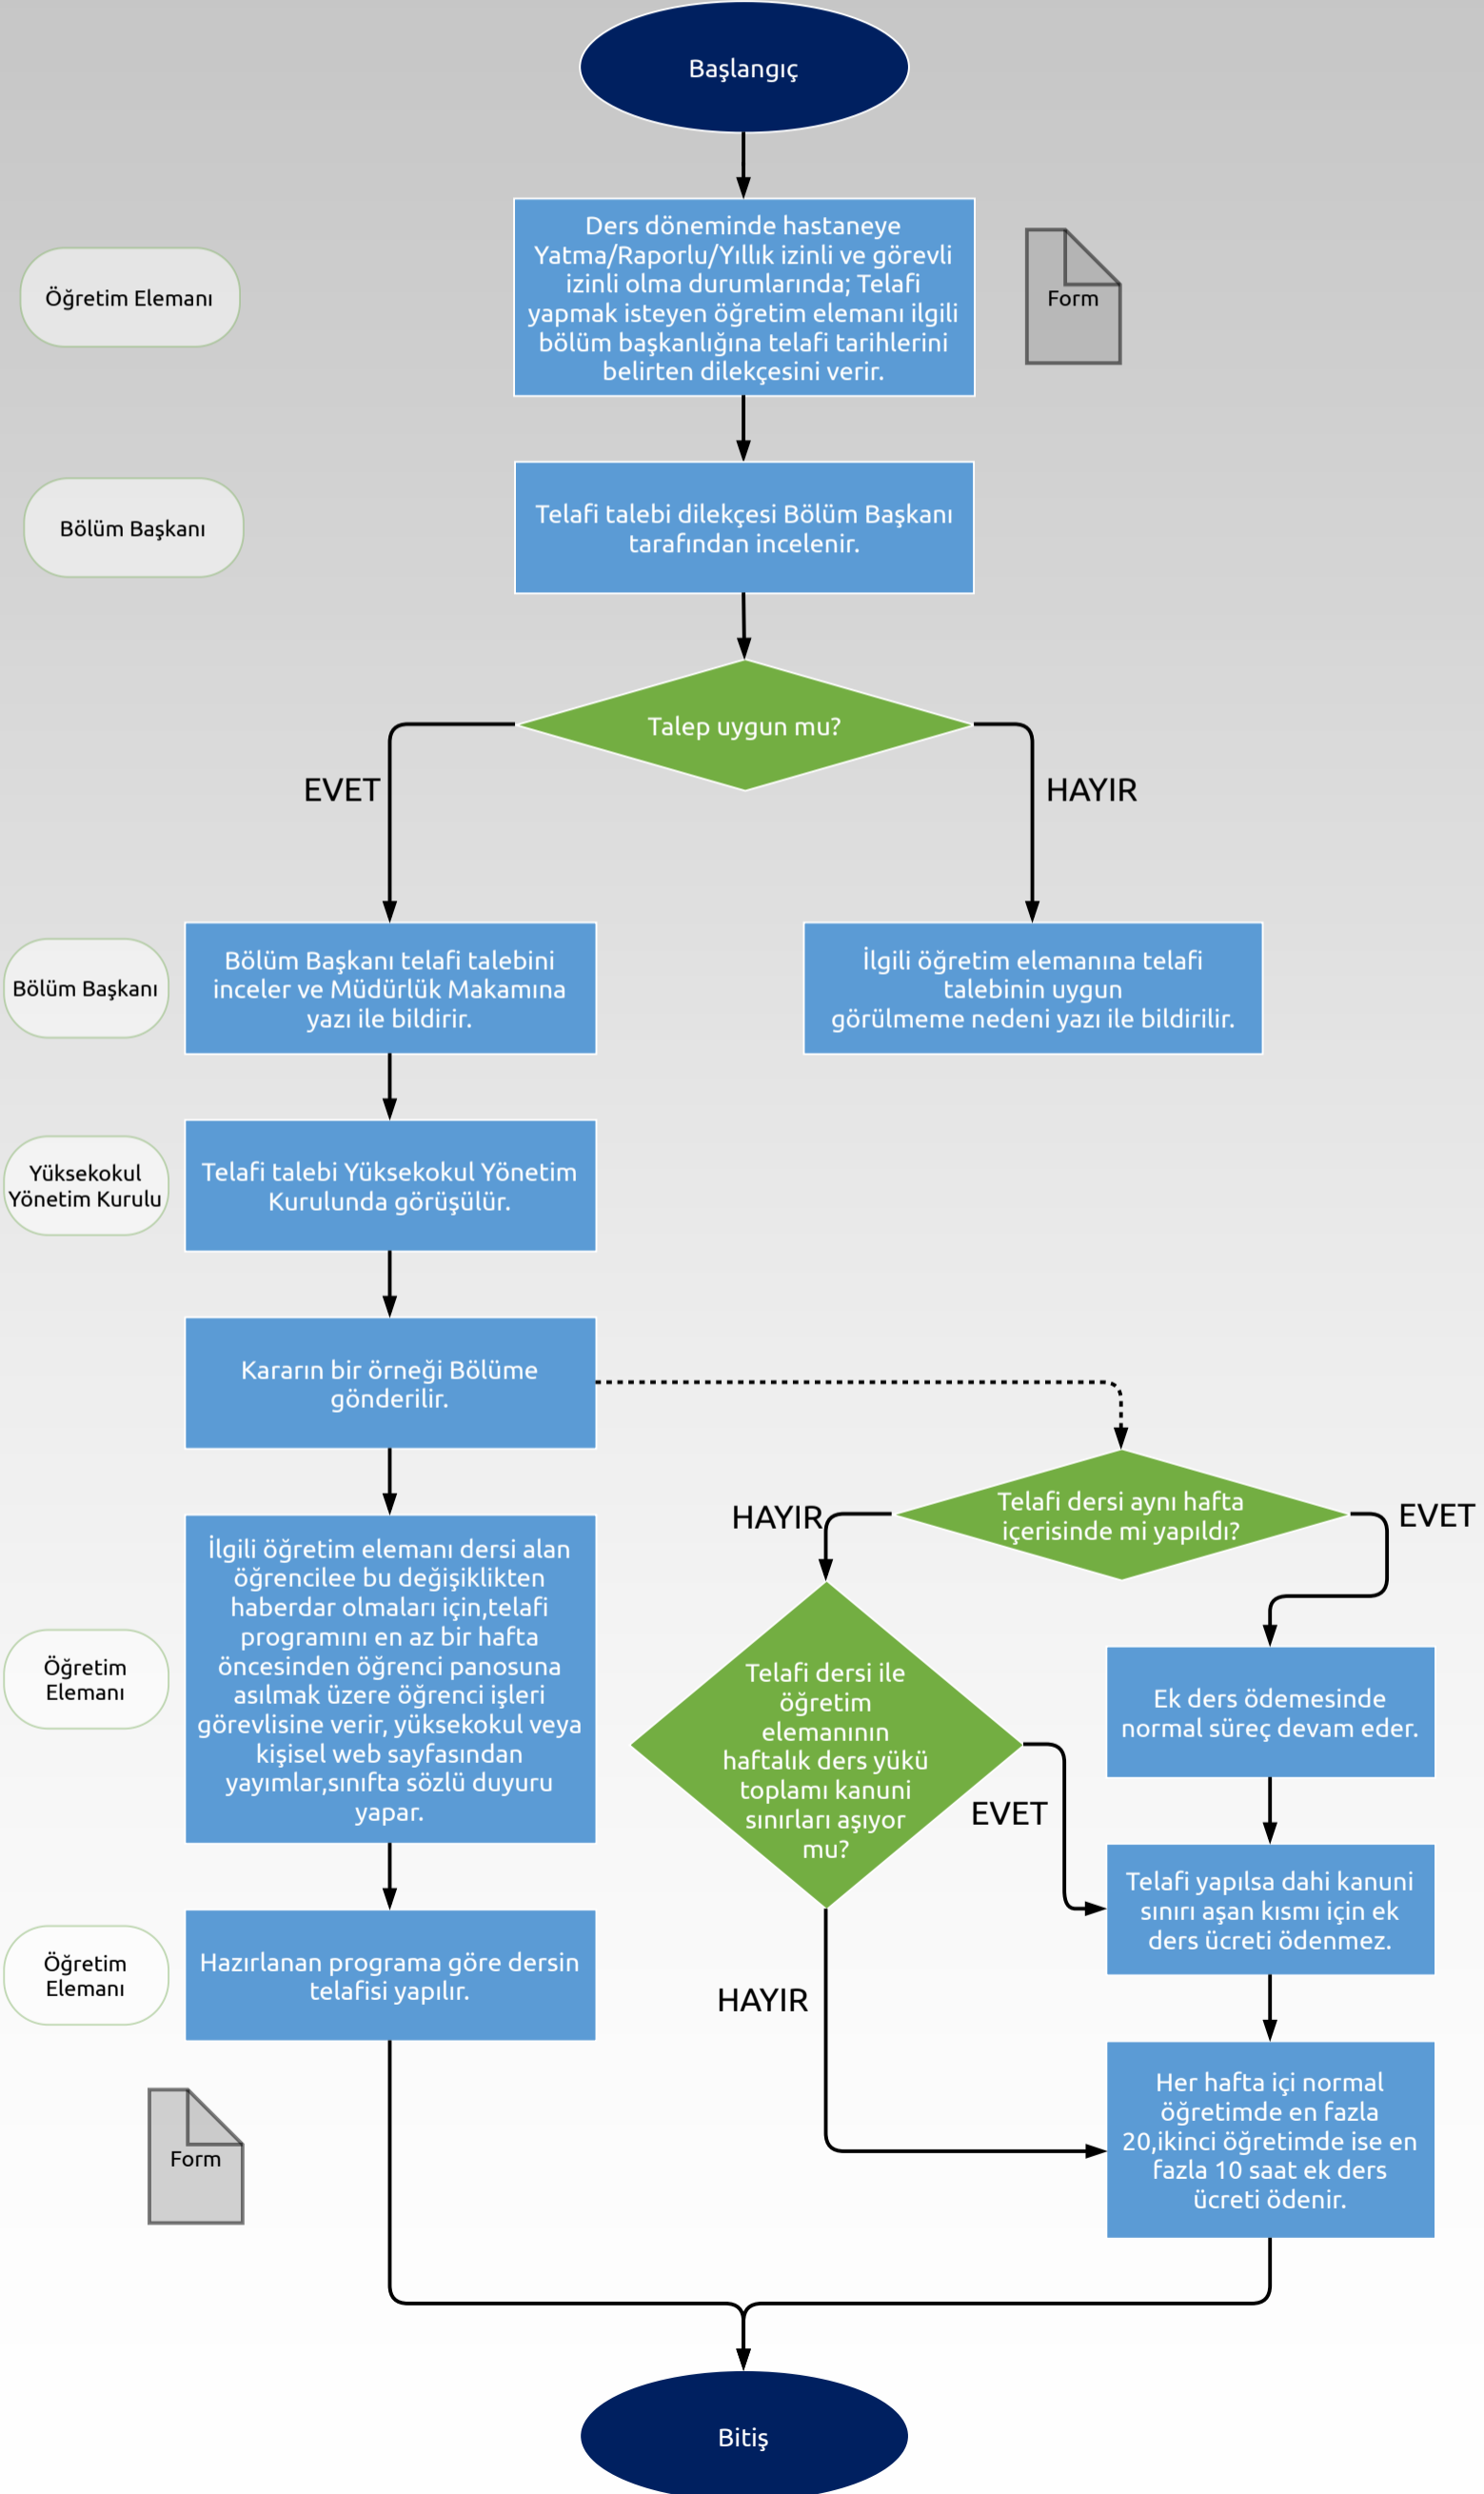 Başlangıç
Öğretim Elemanı
Ders döneminde hastaneye
Yatma/Raporlu/Yıllık izinli ve görevli
izinli olma durumlarında; Telafi
yapmak isteyen öğretim elemanı ilgili
bölüm başkanlığına telafi tarihlerini
belirten dilekçesini verir.
Form
Bölüm Başkanı
Telafi talebi dilekçesi Bölüm Başkanı
tarafından incelenir.
Talep uygun mu?
EVET
HAYIR
Bölüm Başkanı
Bölüm Başkanı telafi talebini
inceler ve Müdürlük Makamına
yazı ile bildirir.
İlgili öğretim elemanına telafi
talebinin uygun
görülmeme nedeni yazı ile bildirilir.
Yüksekokul
Yönetim Kurulu
Telafi talebi Yüksekokul Yönetim
Kurulunda görüşülür.
Kararın bir örneği Bölüme
gönderilir.
Telafi dersi aynı hafta
içerisinde mi yapıldı?
HAYIR
EVET
Öğretim
Elemanı
İlgili öğretim elemanı dersi alan
öğrencilee bu değişiklikten
haberdar olmaları için,telafi
programını en az bir hafta
öncesinden öğrenci panosuna
asılmak üzere öğrenci işleri
görevlisine verir, yüksekokul veya
kişisel web sayfasından
yayımlar,sınıfta sözlü duyuru
yapar.
Telafi dersi ile
öğretim
elemanının
haftalık ders yükü
toplamı kanuni
sınırları aşıyor
mu?
EVET
HAYIR
Ek ders ödemesinde
normal süreç devam eder.
Telafi yapılsa dahi kanuni
sınırı aşan kısmı için ek
ders ücreti ödenmez.
Öğretim
Elemanı
Hazırlanan programa göre dersin
telafisi yapılır.
Her hafta içi normal
öğretimde en fazla
20,ikinci öğretimde ise en
fazla 10 saat ek ders
ücreti ödenir.
Form
Bitiş